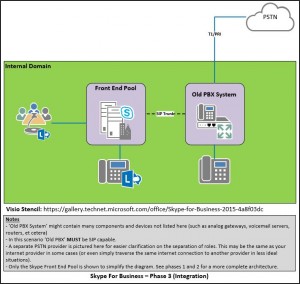 PSTN
T1/PRI
Internal Domain
Front End Pool
Old PBX System
SIP Trunk
Visio Stencil: https://gallery.technet.microsoft.com/office/Skype-for-Business-2015-4a8f03dc
Notes
- 'Old PBX System' might contain many components and devices not listed here (such as analog gateways, voicemail servers,
routers, et cetera)
- In this scenario 'Old PBX' MUST be SIP capable.
- A separate PSTN provider is pictured here for easier clarification on the separation of roles. This may be the same as your
internet provider in some cases (or even simply traverse the same internet connection to another provider in less ideal
situations).
- Only the Skype Front End Pool is shown to simplify the diagram. See phases 1 and 2 for a more complete architecture.
Skype For Business – Phase 3 (Integration)